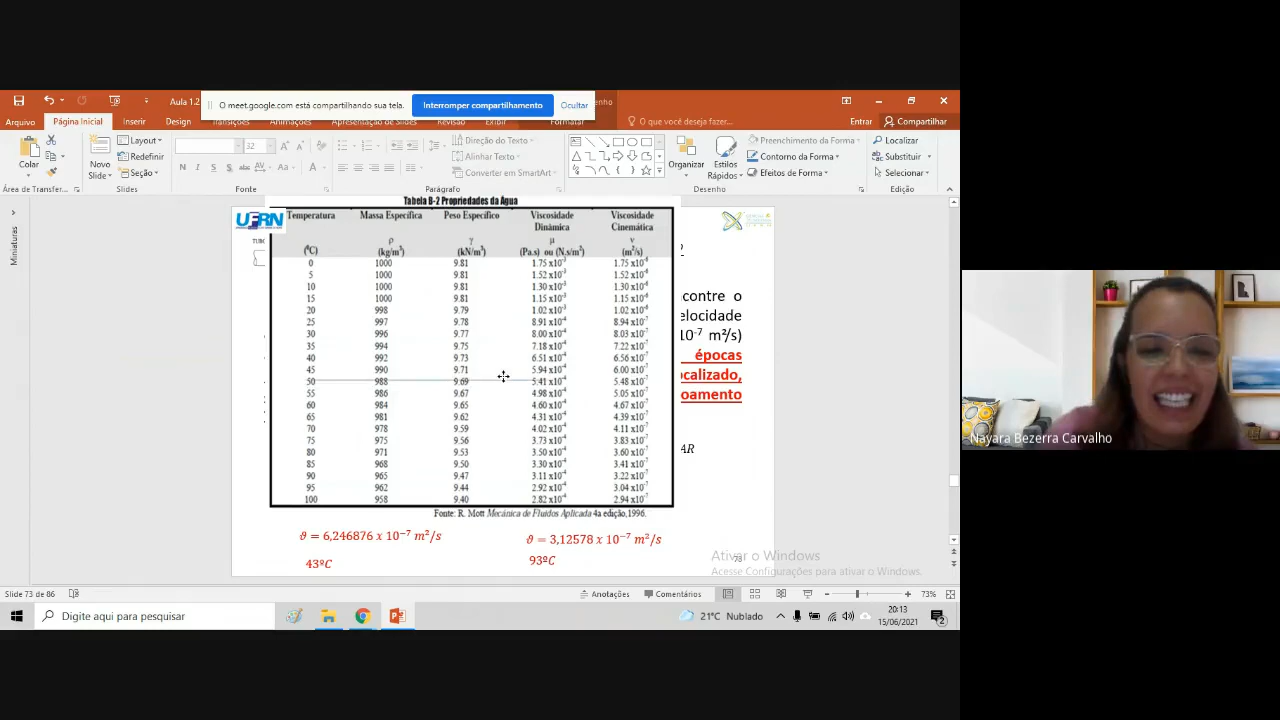 Aula 1.2
O meet.google.com está compartilhando sua tela.
Interromper compartilhamento
Ocultar
Arquivo
Página Inicial
Inserir
Design
Transições
Animações
Apresentação de Slides
Revisão
Exibir
Formatar
O que você deseja fazer...
Entrar
Compartilhar
Colar
Novo Slide
Layout
Redefinir
Seção
32
N I S S abc AV Aa A
Direção do Texto
Alinhar Texto
Converter em SmartArt
Organizar
Estilos Rápidos
Preenchimento da Forma
Contorno da Forma
Efeitos de Forma
Localizar
Substituir
Selecionar
Área de Transfer...
Slides
Fonte
Parágrafo
Desenho
Edição
Miniaturas
UFRN
Tabela B-2 Propriedades da Água
Temperatura Massa Específica Peso Específico Viscosidade Dinâmica Viscosidade Cinemática
ρ γ μ ν
(ºC) (kg/m³) (kN/m³) (Pa.s) ou (N.s/m²) (m²/s)
0 1000 9.81 1.75 x10⁻³ 1.75 x10⁻⁶
5 1000 9.81 1.52 x10⁻³ 1.52 x10⁻⁶
10 1000 9.81 1.30 x10⁻³ 1.30 x10⁻⁶
15 1000 9.81 1.15 x10⁻³ 1.15 x10⁻⁶
20 998 9.79 1.02 x10⁻³ 1.02 x10⁻⁶
25 997 9.78 8.91 x10⁻⁴ 8.94 x10⁻⁷
30 996 9.77 8.00 x10⁻⁴ 8.03 x10⁻⁷
35 994 9.75 7.18 x10⁻⁴ 7.22 x10⁻⁷
40 992 9.73 6.51 x10⁻⁴ 6.56 x10⁻⁷
45 990 9.71 5.94 x10⁻⁴ 6.00 x10⁻⁷
50 988 9.69 5.41 x10⁻⁴ 5.48 x10⁻⁷
55 986 9.67 4.98 x10⁻⁴ 5.05 x10⁻⁷
60 984 9.65 4.60 x10⁻⁴ 4.67 x10⁻⁷
65 981 9.62 4.31 x10⁻⁴ 4.39 x10⁻⁷
70 978 9.59 4.02 x10⁻⁴ 4.11 x10⁻⁷
75 975 9.56 3.73 x10⁻⁴ 3.83 x10⁻⁷
80 971 9.53 3.50 x10⁻⁴ 3.60 x10⁻⁷
85 968 9.50 3.30 x10⁻⁴ 3.41 x10⁻⁷
90 965 9.47 3.11 x10⁻⁴ 3.22 x10⁻⁷
95 962 9.44 2.92 x10⁻⁴ 3.04 x10⁻⁷
100 958 9.40 2.82 x10⁻⁴ 2.94 x10⁻⁷
Fonte: R. Mott Mecánica de Fluidos Aplicada 4a edição,1996.
contre o
elocidade
10⁻⁷ m²/s)
épocas
ocalizado,
oamento
AR
ϑ = 6,246876 x 10⁻⁷ m²/s
43ºC
ϑ = 3,12578 x 10⁻⁷ m²/s
93ºC
Ativar o Windows
Acesse Configurações para ativar o Windows.
73
Nayara Bezerra Carvalho
Slide 73 de 86
Anotações
Comentários
73%
Digite aqui para pesquisar
21°C Nublado
20:13
15/06/2021
2